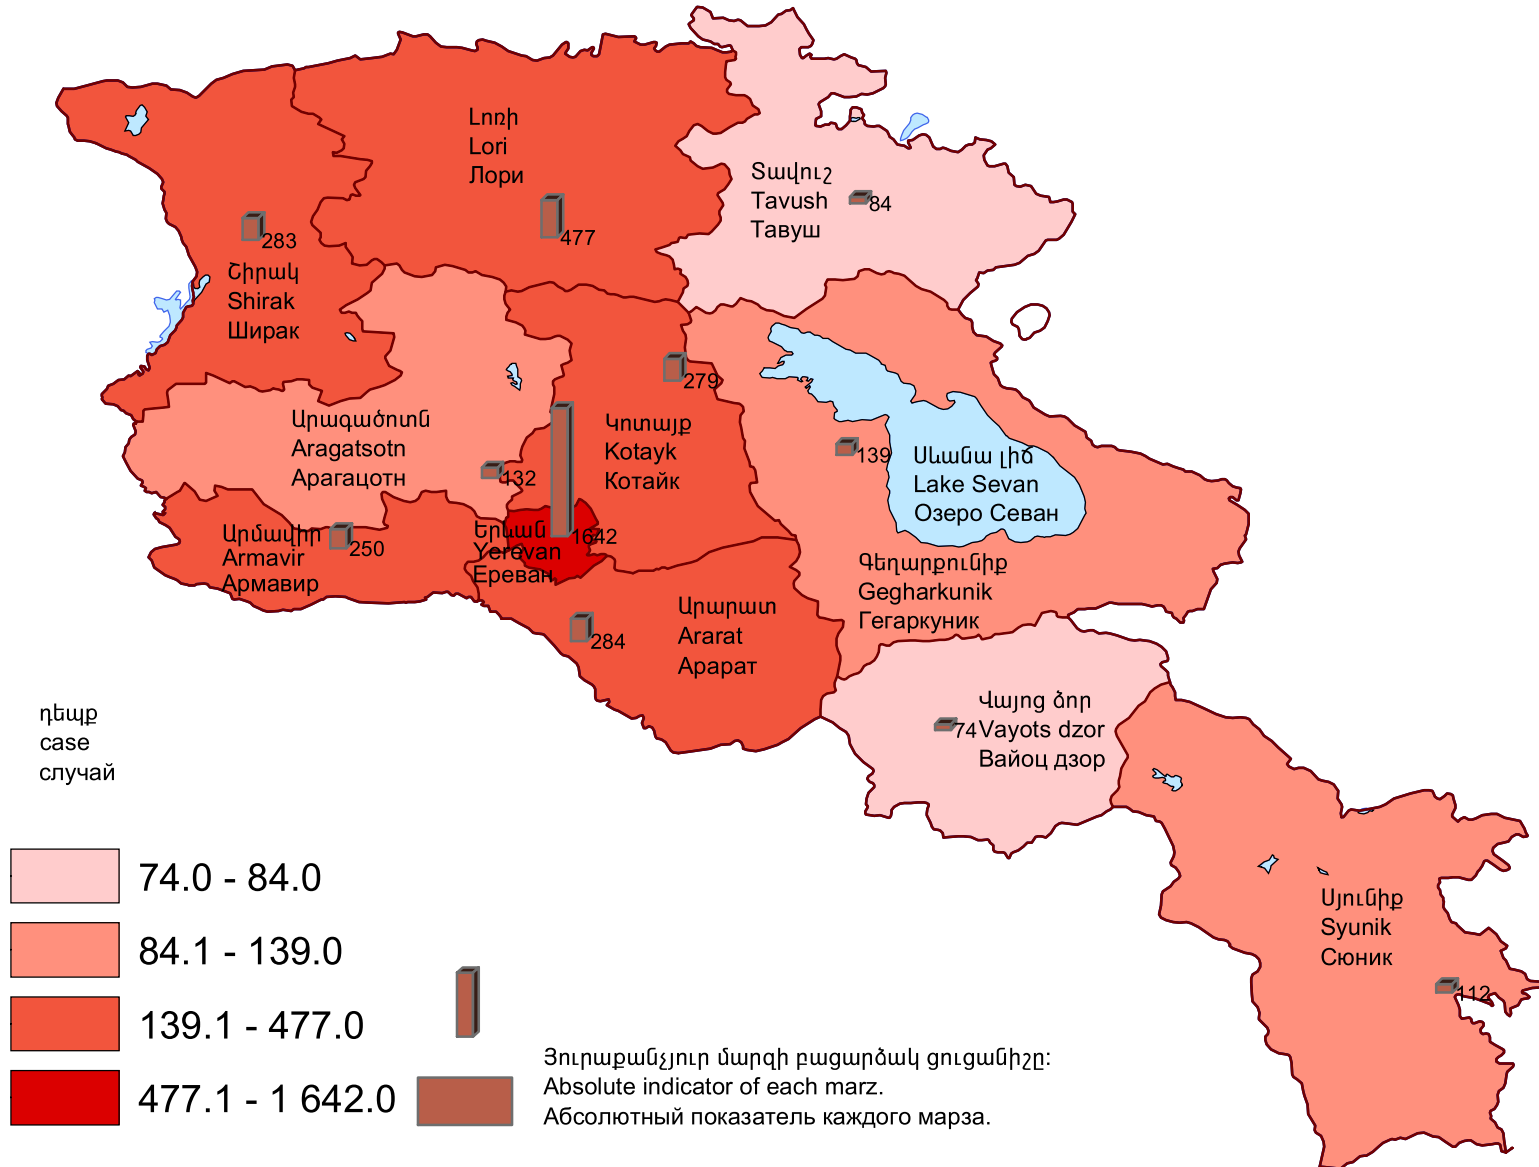 Լոռի
Lori
Лори
477
Տավուշ
Tavush
Тавуш
84
283
Շիրակ
Shirak
Ширак
279
Արագածոտն
Aragatsotn
Арагацотн
132
Կոտայք
Kotayk
Котайк
139
Սևանա լիճ
Lake Sevan
Озеро Севан
Արմավիր
Armavir
Армавир
250
Երևան
Yerevan
Ереван
1642
Գեղարքունիք
Gegharkunik
Гегаркуник
284
Արարատ
Ararat
Арарат
74
Վայոց ձոր
Vayots dzor
Вайоц дзор
Սյունիք
Syunik
Сюник
112
դեպք
case
случай
74.0 - 84.0
84.1 - 139.0
139.1 - 477.0
477.1 - 1 642.0
Յուրաքանչյուր մարզի բացարձակ ցուցանիշը:
Absolute indicator of each marz.
Абсолютный показатель каждого марза.